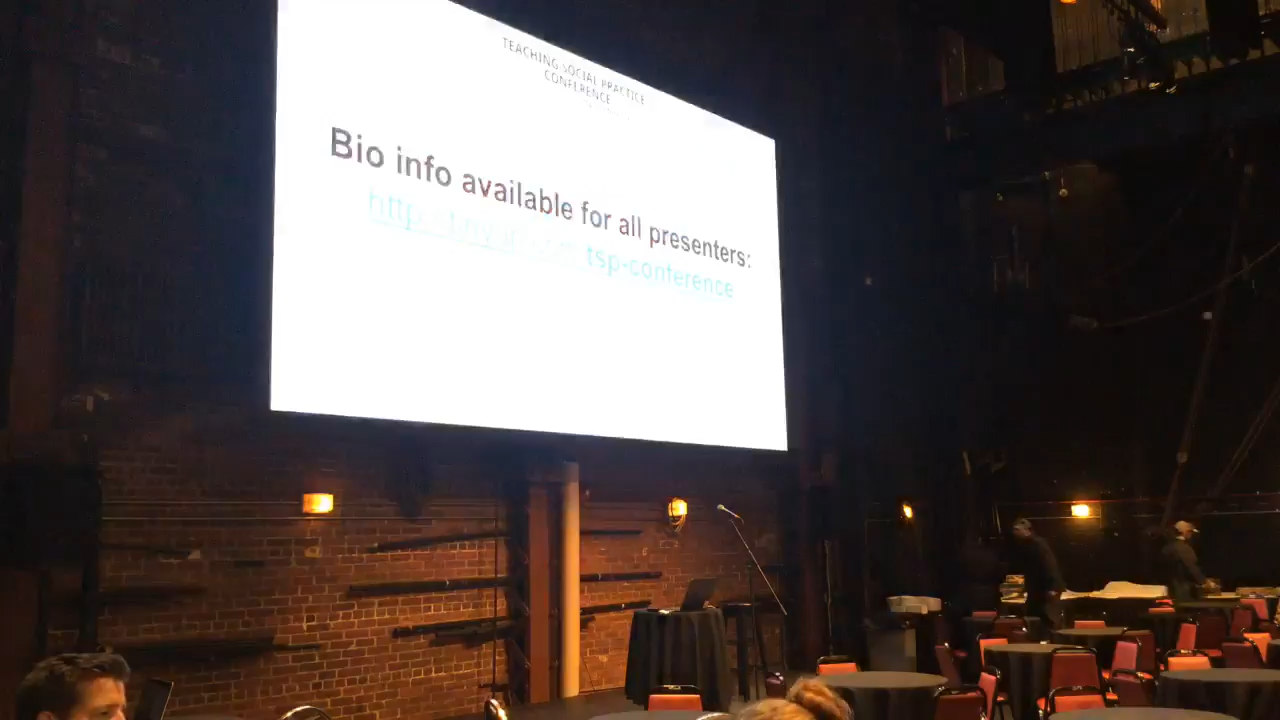 TEACHING SOCIAL PRACTICE
CONFERENCE
Bio info available for all presenters:
tsp-conference